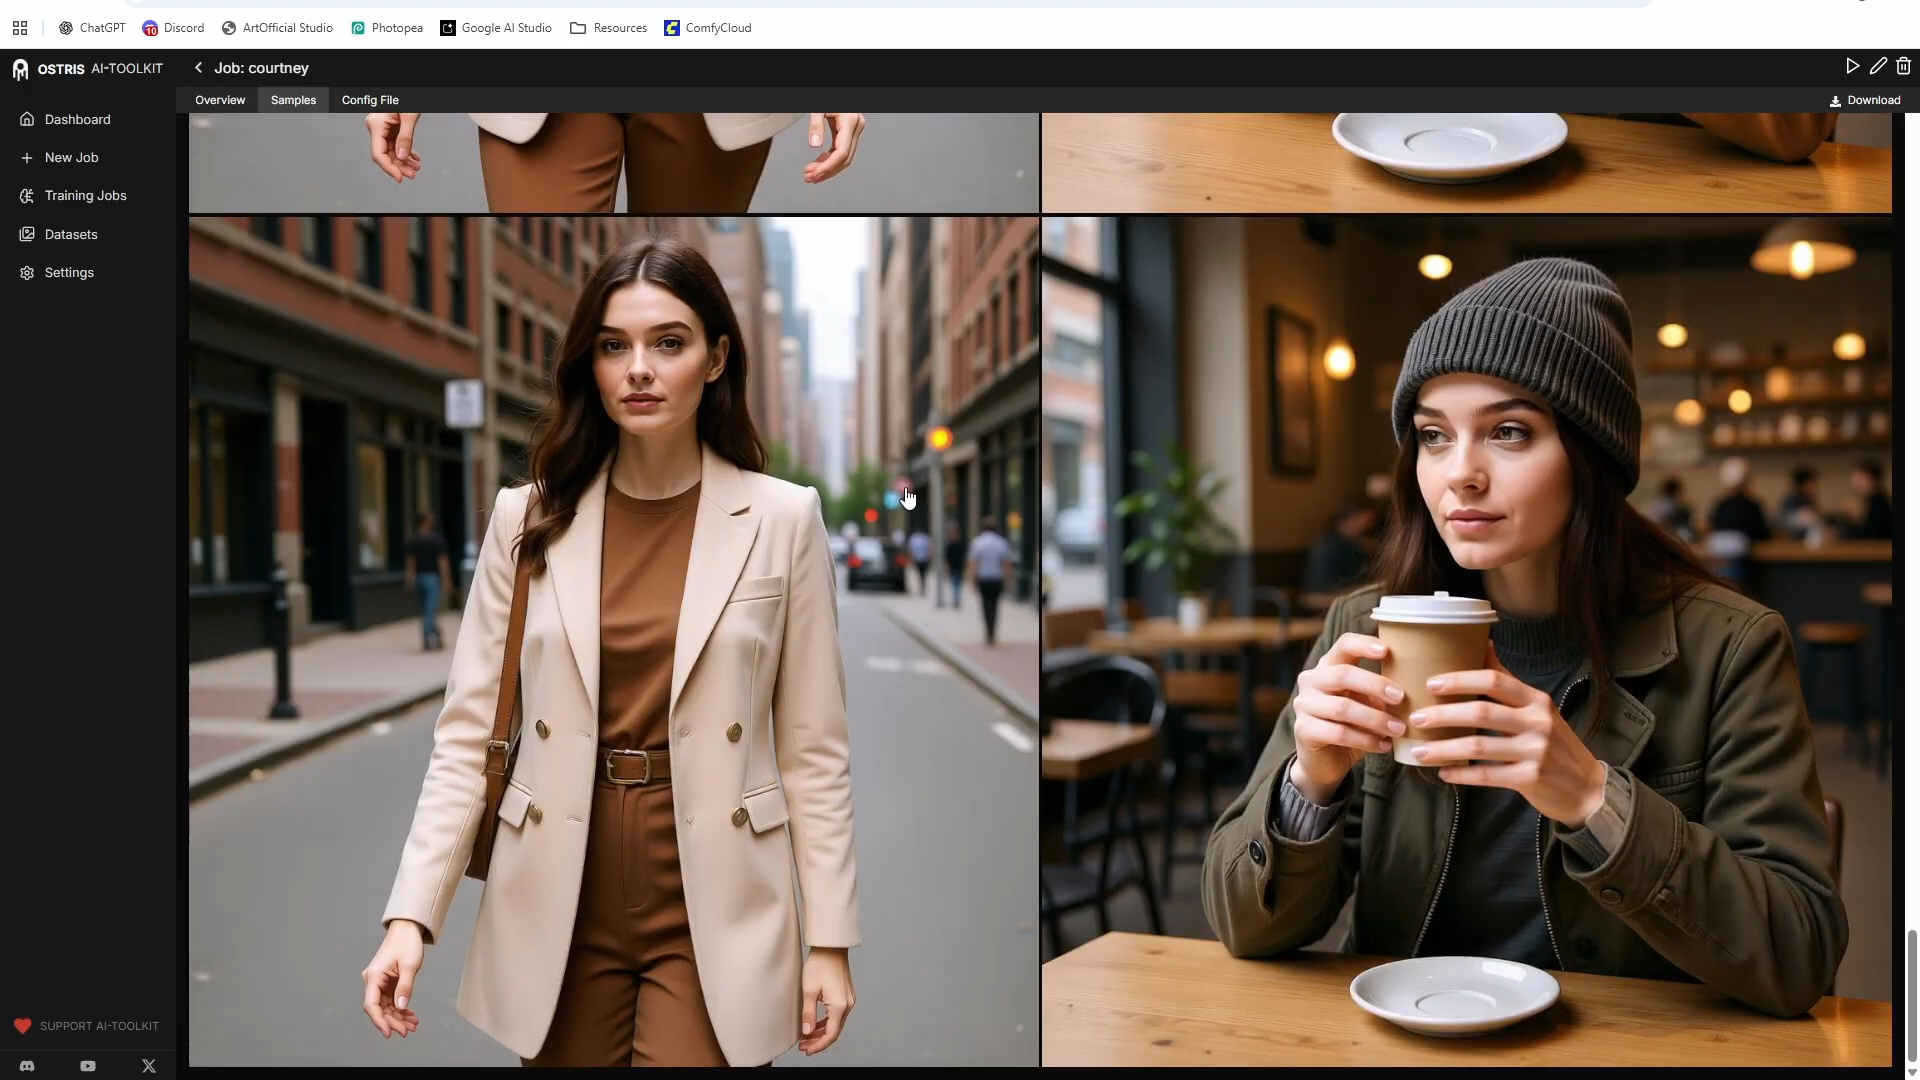 ChatGPT Discord ArtOfficial Studio Photopea Google AI Studio Resources ComfyCloud
10
OSTRIS AI-TOOLKIT Job: courtney
Overview Samples Config File Download
Dashboard
New Job
Training Jobs
Datasets
Settings
SUPPORT AI-TOOLKIT